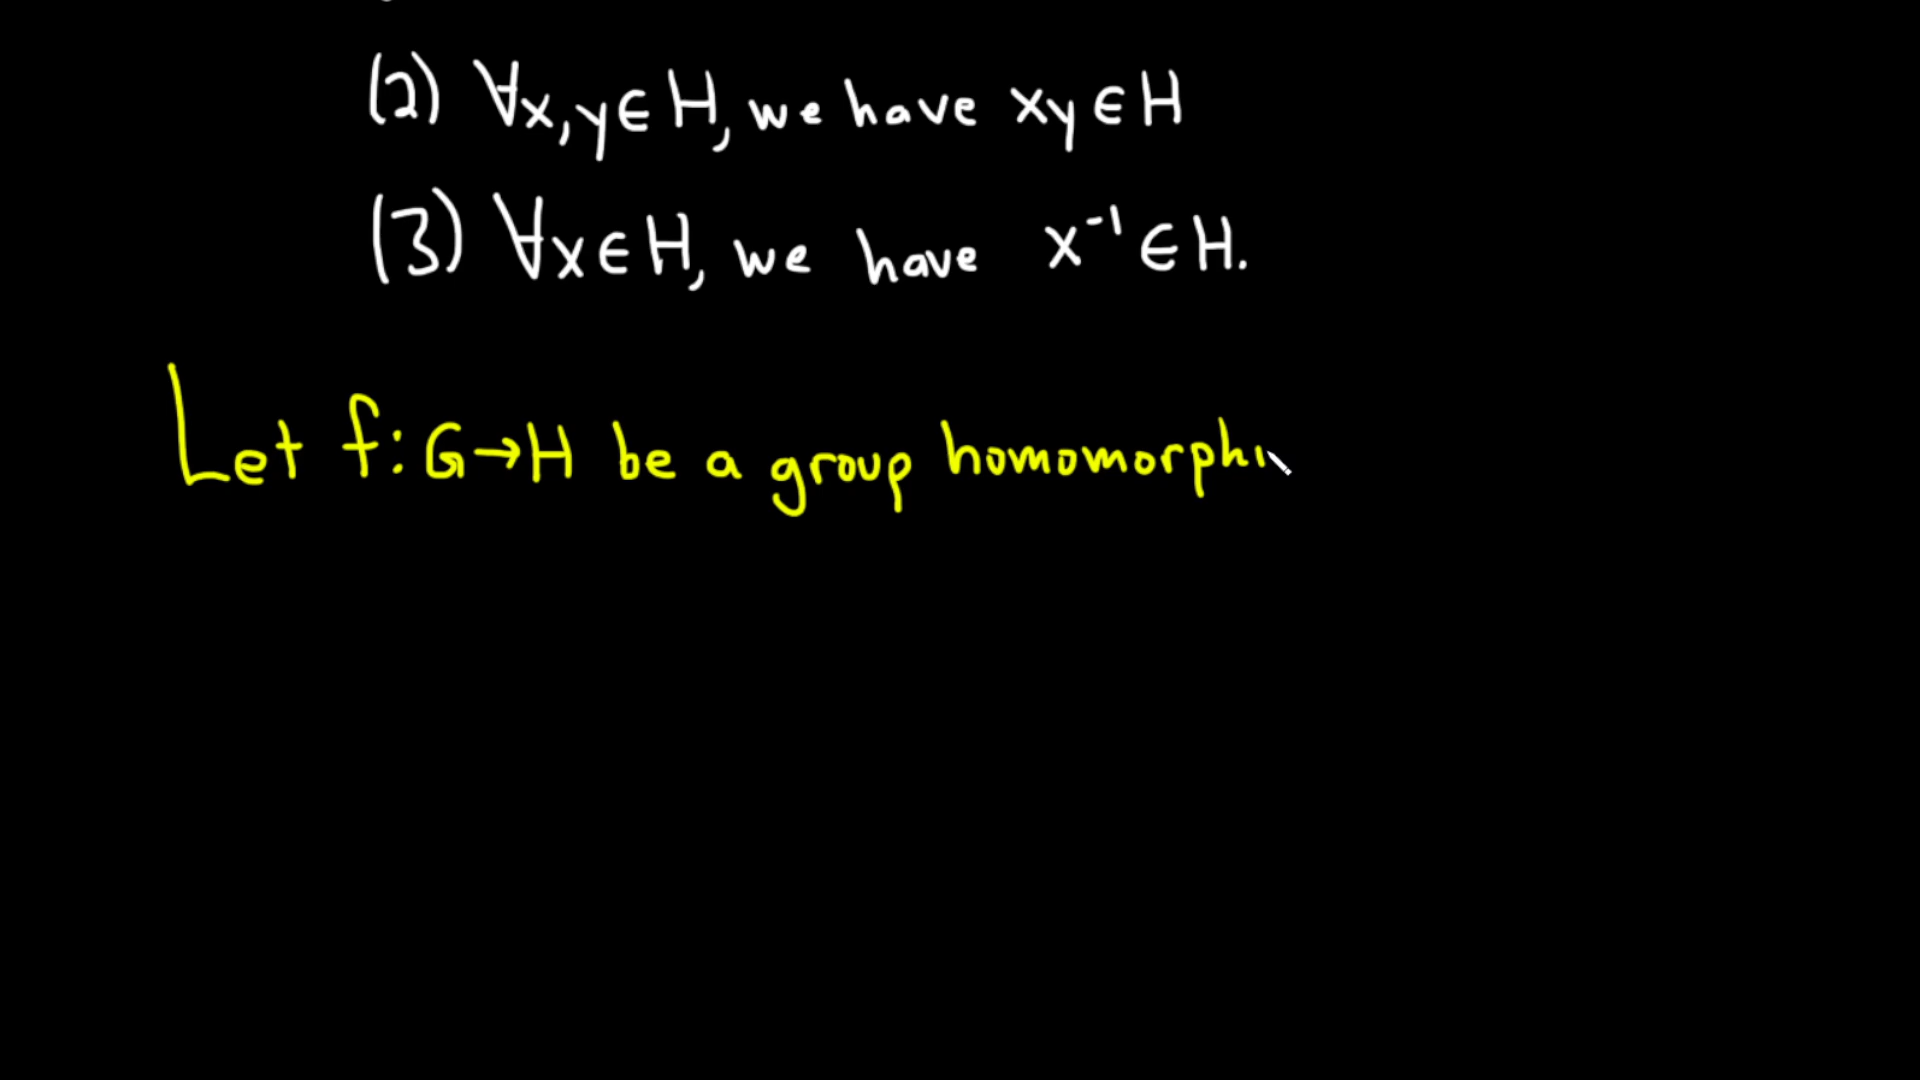 (2) ∀x,y∈H, we have xy∈H
(3) ∀x∈H, we have x⁻¹∈H.
Let f:G→H be a group homomorphi